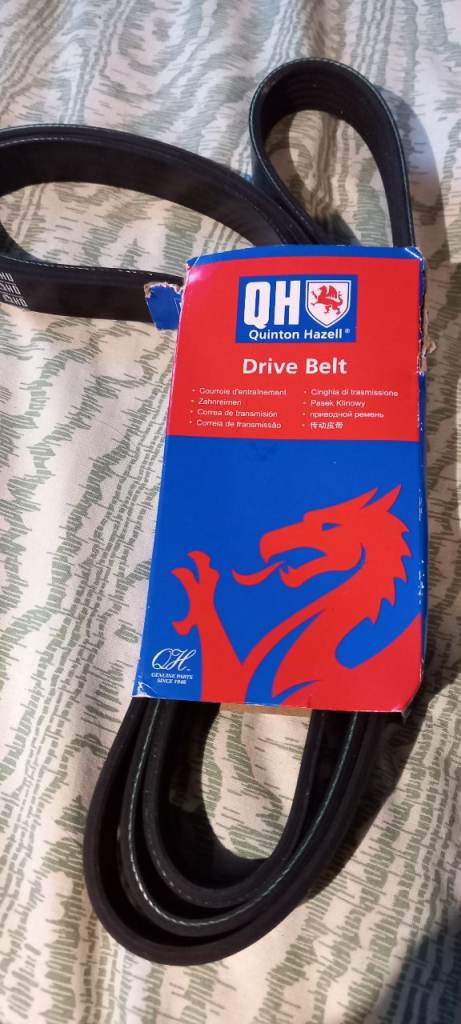 QH
Quinton Hazell®
Drive Belt
• Courroie d'entraînement
• Zahnreimen
• Correa de transmisión
• Correia de transmissão
• Cinghia di trasmissione
• Pasek Klinowy
• приводной ремень
• 传动皮带
QH
GENUINE PARTS
SINCE 1946